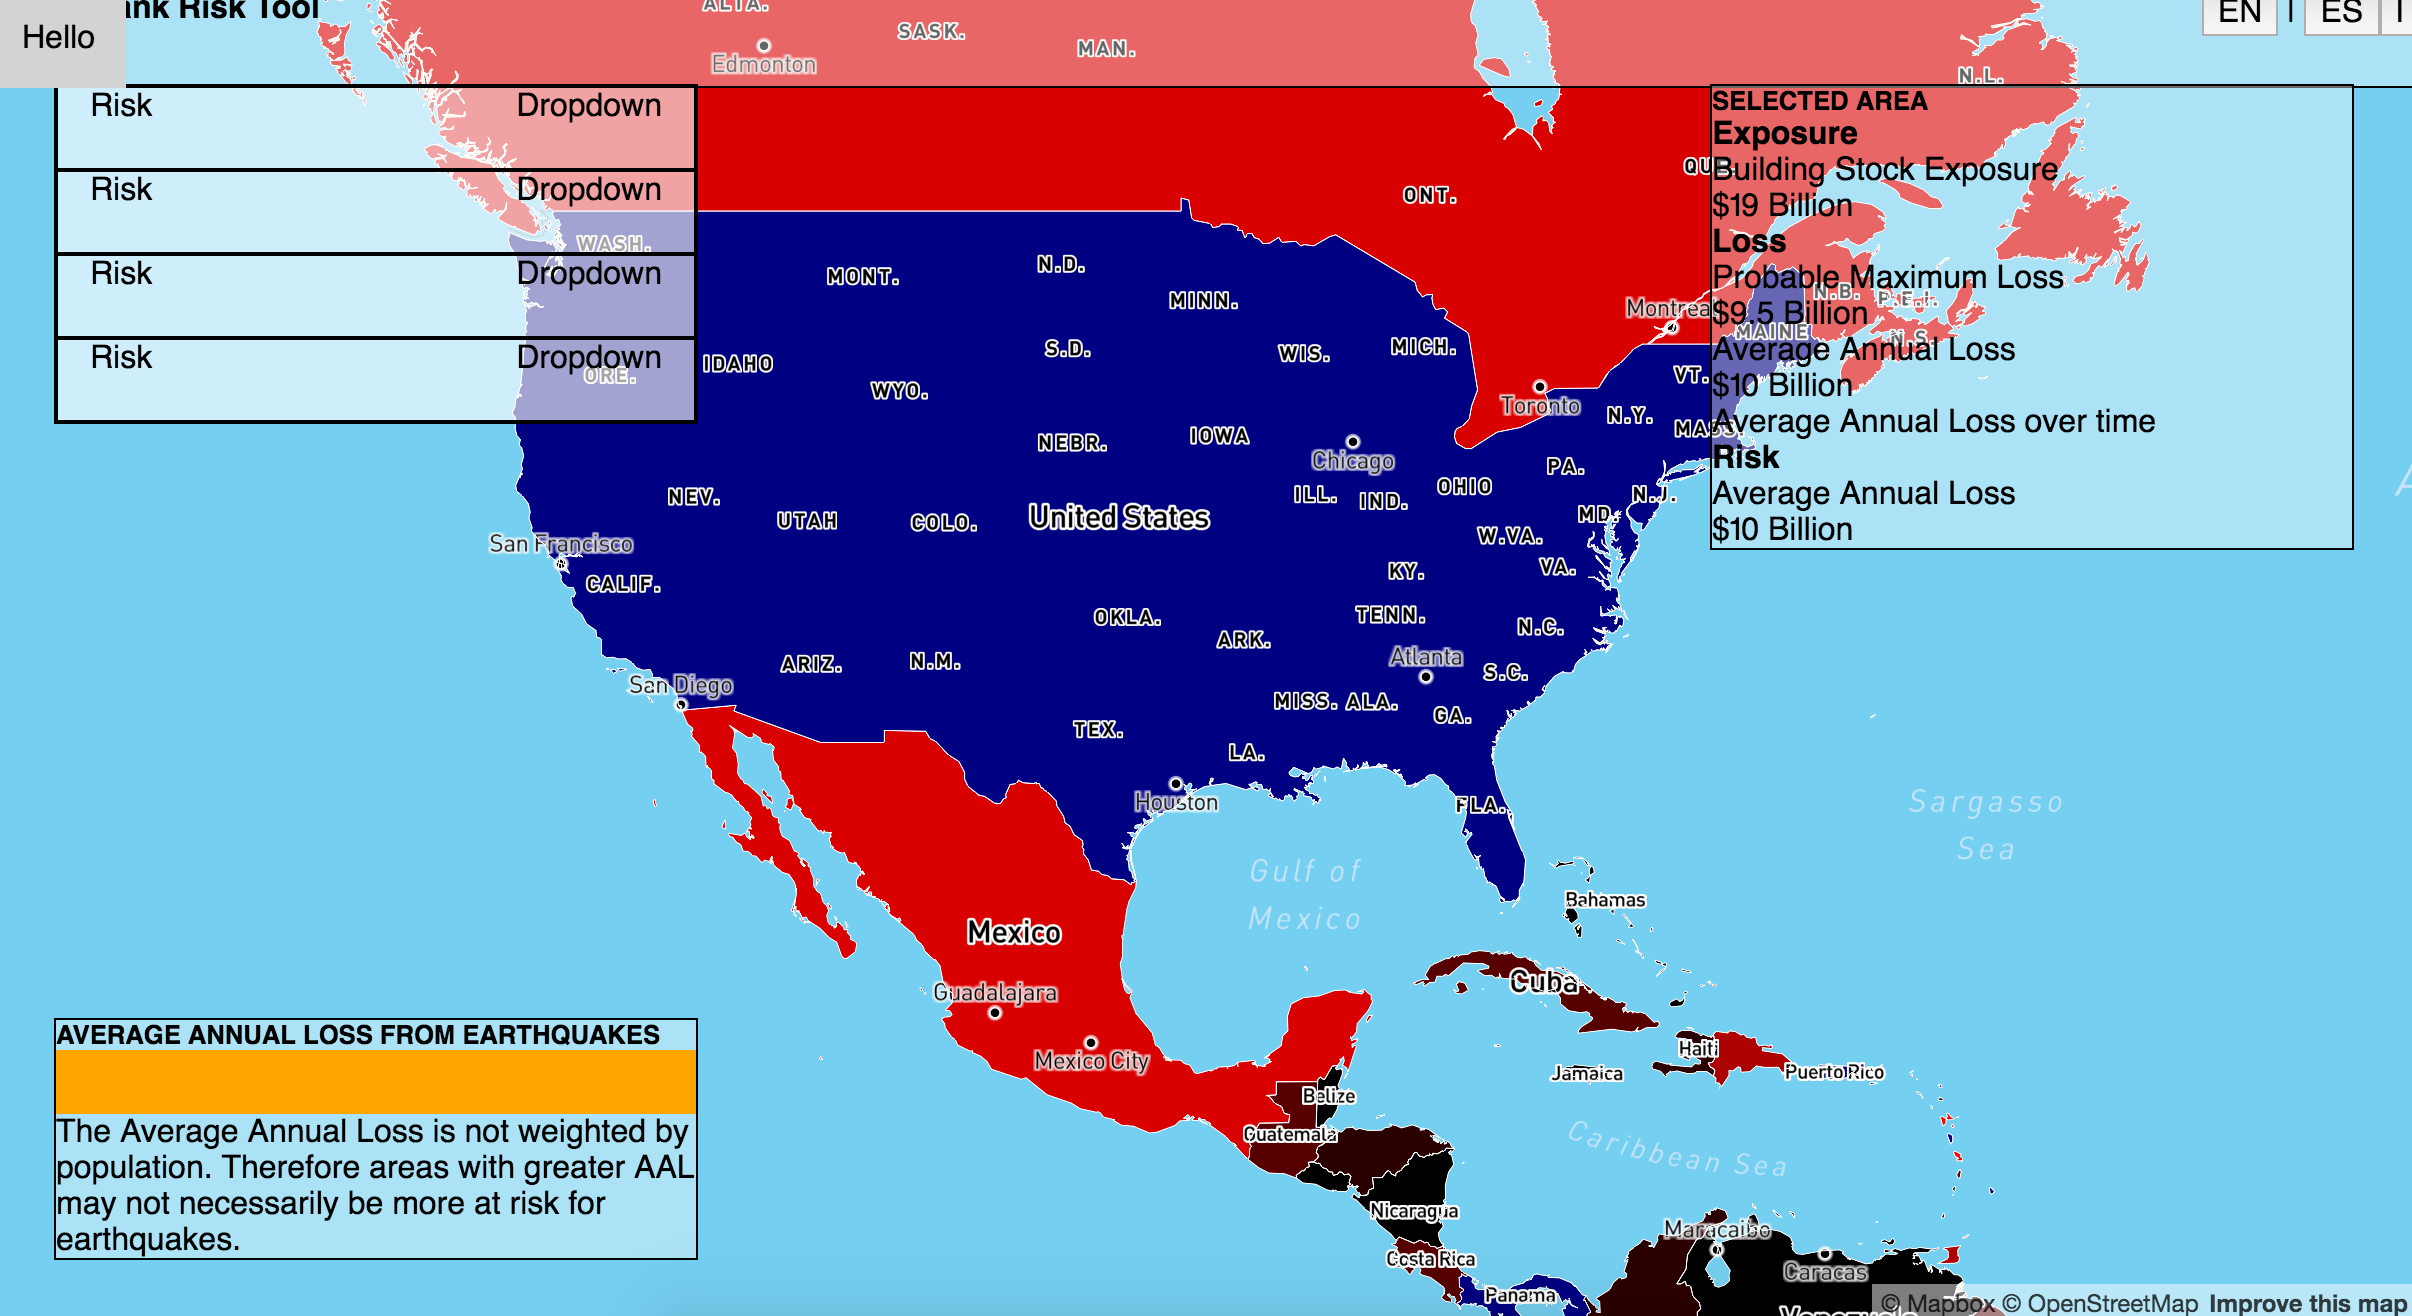 Risk Tool
EN | ES
Hello
ALTA.
SASK.
MAN.
Edmonton
N.L.
Risk Dropdown
Risk Dropdown
Risk Dropdown
Risk Dropdown
SELECTED AREA
Exposure
Building Stock Exposure
$19 Billion
Loss
Probable Maximum Loss
$9.5 Billion
Average Annual Loss
$10 Billion
Average Annual Loss over time
Risk
Average Annual Loss
$10 Billion
ONT.
WASH.
MONT.
N.D.
MINN.
Montreal
N.B.
P.E.I.
N.S.
MAINE
ORE.
IDAHO
S.D.
WIS.
MICH.
VT.
WYO.
Toronto
N.Y.
MASS.
NEBR.
IOWA
Chicago
PA.
NEV.
ILL.
IND.
OHIO
N.J.
UTAH
COLO.
United States
MD.
W.VA.
San Francisco
CALIF.
KY.
VA.
OKLA.
TENN.
N.C.
ARK.
ARIZ.
N.M.
Atlanta
S.C.
San Diego
MISS.
ALA.
GA.
TEX.
LA.
Houston
FLA.
Sargasso
Sea
Gulf of
Mexico
Bahamas
Mexico
Cuba
Guadalajara
Mexico City
Haiti
Jamaica
Puerto Rico
Belize
Guatemala
Caribbean Sea
Nicaragua
Maracaibo
Costa Rica
Caracas
Panama
AVERAGE ANNUAL LOSS FROM EARTHQUAKES
The Average Annual Loss is not weighted by
population. Therefore areas with greater AAL
may not necessarily be more at risk for
earthquakes.
© Mapbox © OpenStreetMap Improve this map